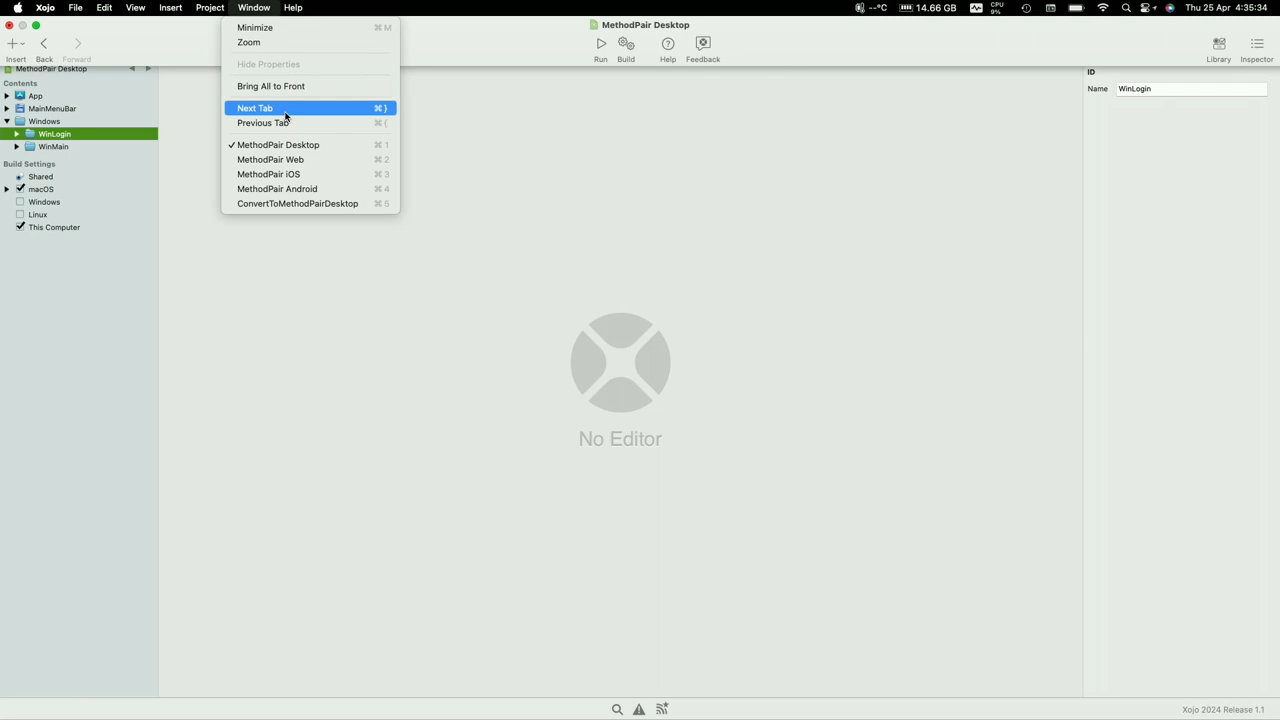 Xojo File Edit View Insert Project Window Help
--°C 14,66 GB CPU 9% Thu 25 Apr 4:35:34
MethodPair Desktop
Insert Back Forward Run Build Help Feedback Library Inspector
MethodPair Desktop
Contents
App
MainMenuBar
Windows
WinLogin
WinMain
Build Settings
Shared
macOS
Windows
Linux
This Computer
Minimize ⌘ M
Zoom
Hide Properties
Bring All to Front
Next Tab ⌘ }
Previous Tab ⌘ {
✓ MethodPair Desktop ⌘ 1
MethodPair Web ⌘ 2
MethodPair iOS ⌘ 3
MethodPair Android ⌘ 4
ConvertToMethodPairDesktop ⌘ 5
No Editor
ID
Name WinLogin
Xojo 2024 Release 1.1